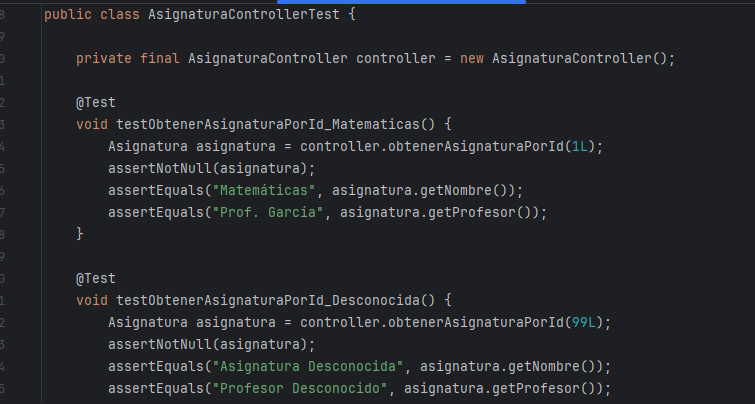 public class AsignaturaControllerTest {
private final AsignaturaController controller = new AsignaturaController();
@Test
void testObtenerAsignaturaPorId_Matematicas() {
Asignatura asignatura = controller.obtenerAsignaturaPorId(1L);
assertNotNull(asignatura);
assertEquals("Matemáticas", asignatura.getNombre());
assertEquals("Prof. García", asignatura.getProfesor());
}
@Test
void testObtenerAsignaturaPorId_Desconocida() {
Asignatura asignatura = controller.obtenerAsignaturaPorId(99L);
assertNotNull(asignatura);
assertEquals("Asignatura Desconocida", asignatura.getNombre());
assertEquals("Profesor Desconocido", asignatura.getProfesor());